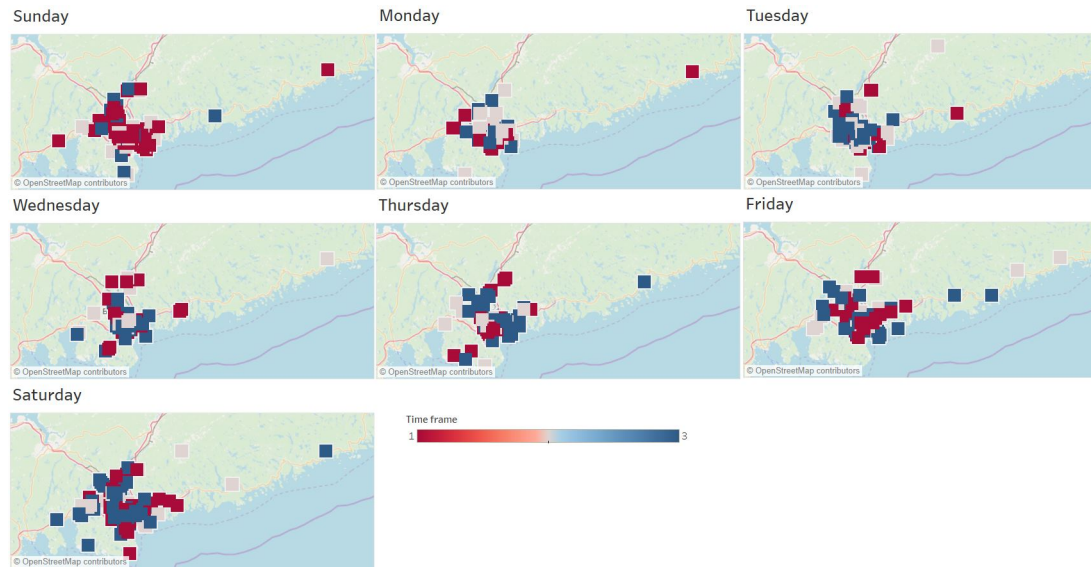 Sunday
Monday
Tuesday
© OpenStreetMap contributors
© OpenStreetMap contributors
© OpenStreetMap contributors
Wednesday
Thursday
Friday
© OpenStreetMap contributors
© OpenStreetMap contributors
© OpenStreetMap contributors
Saturday
Time frame
1
3
© OpenStreetMap contributors